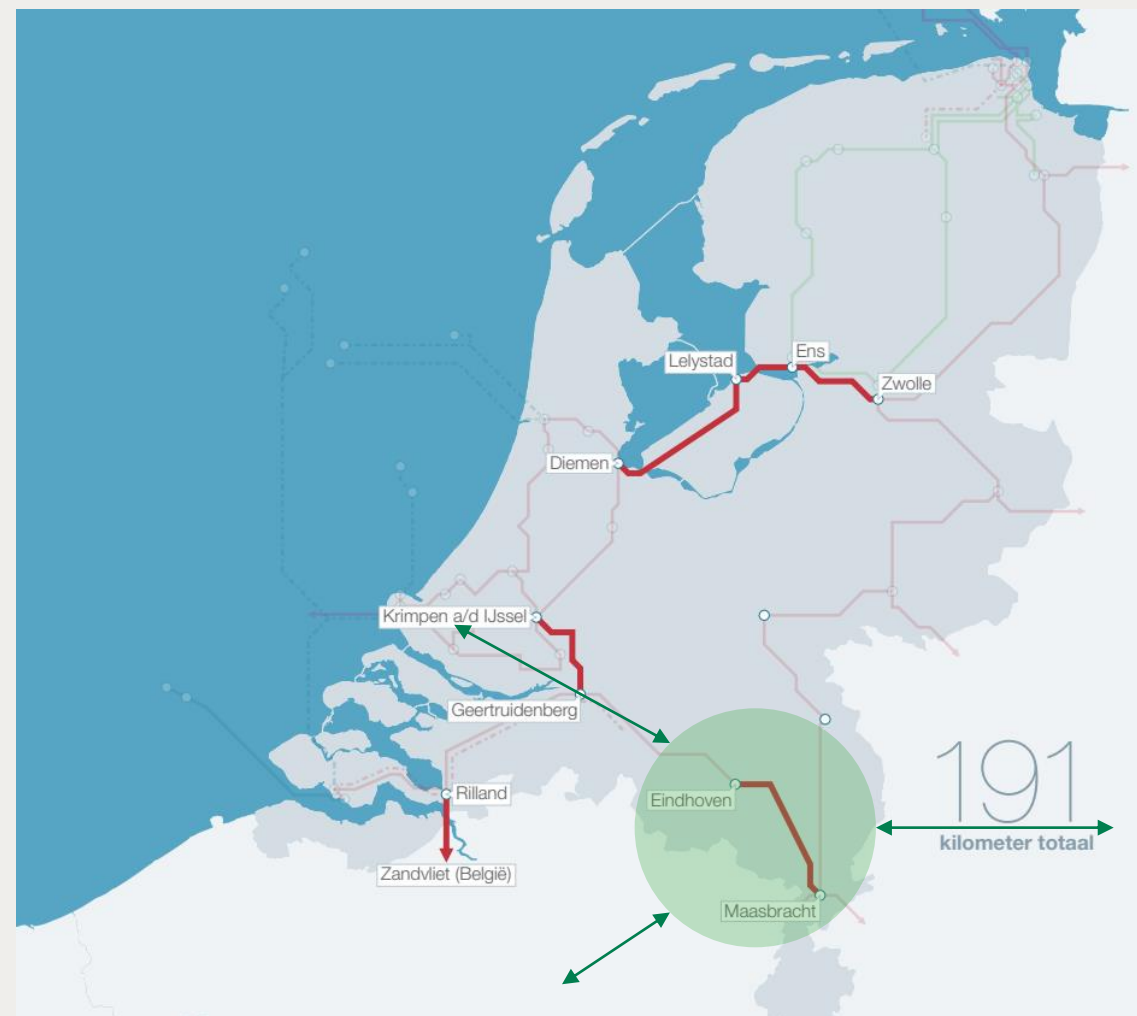 Ens
Lelystad
Zwolle
Diemen
Krimpen a/d IJssel
Geertruidenberg
Rilland
Eindhoven
191
kilometer totaal
Zandvliet (België)
Maasbracht